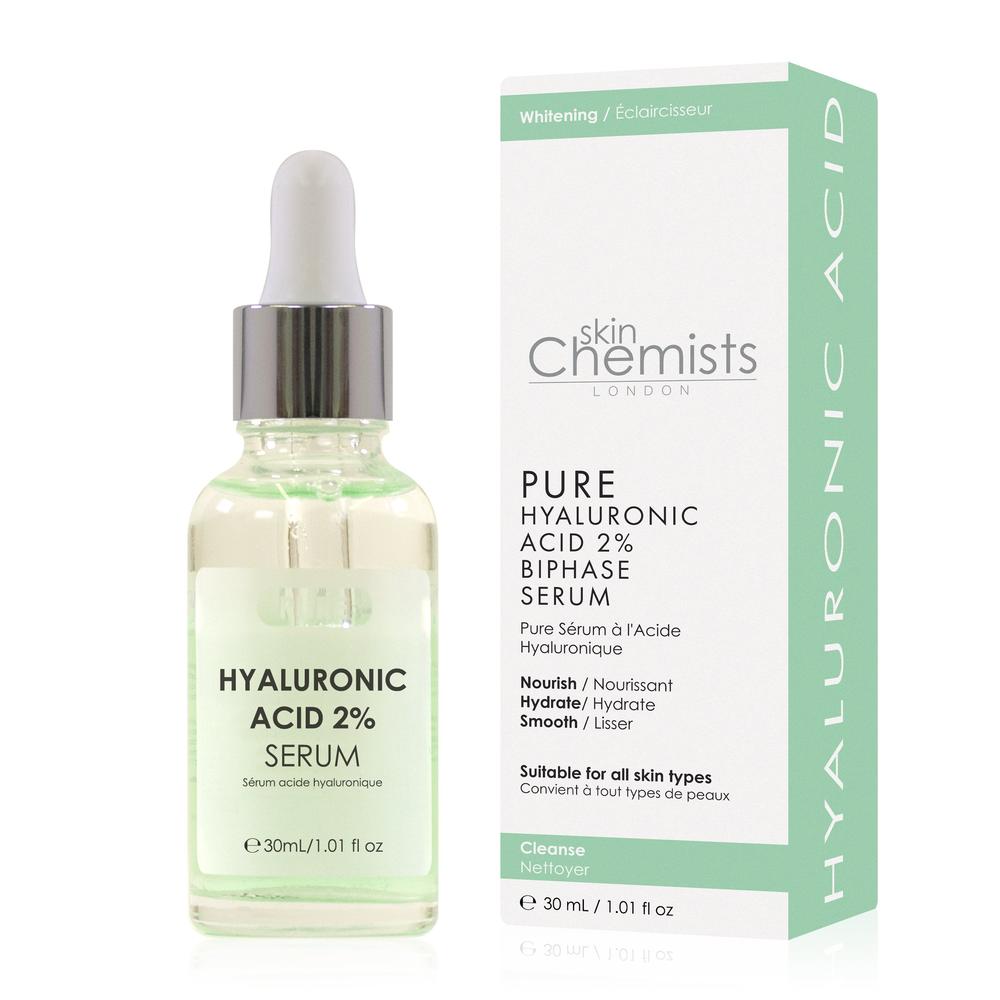 HYALURONIC
ACID 2%
SERUM
Sérum acide hyaluronique
℮30mL/1.01 fl oz
Whitening / Éclaircisseur
skin
Chemists
LONDON
PURE
HYALURONIC
ACID 2%
BIPHASE
SERUM
Pure Sérum à l'Acide
Hyaluronique
Nourish / Nourissant
Hydrate/ Hydrate
Smooth / Lisser
Suitable for all skin types
Convient à tout types de peaux
Cleanse
Nettoyer
℮ 30 mL / 1.01 fl oz
HYALURONIC ACID